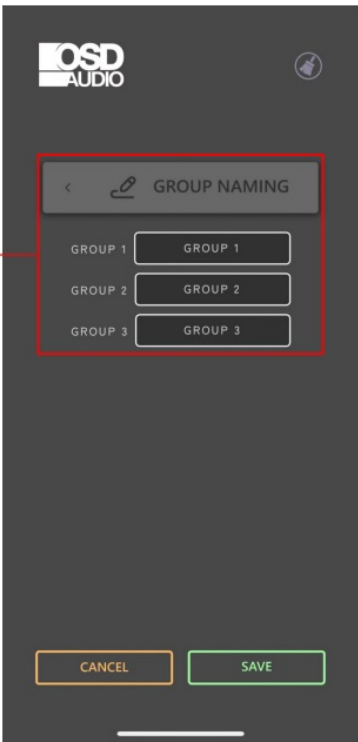 OSD
AUDIO
< GROUP NAMING
GROUP 1 GROUP 1
GROUP 2 GROUP 2
GROUP 3 GROUP 3
CANCEL SAVE